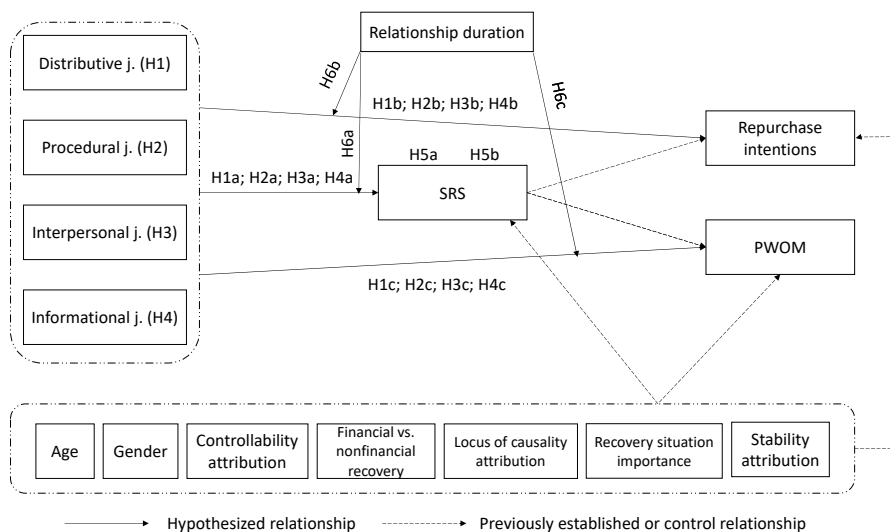 Relationship duration
Distributive j. (H1)
H6b
H6c
H1b; H2b; H3b; H4b
Procedural j. (H2)
H6a
Repurchase
intentions
H5a H5b
H1a; H2a; H3a; H4a
SRS
Interpersonal j. (H3)
PWOM
H1c; H2c; H3c; H4c
Informational j. (H4)
Age
Gender
Controllability
attribution
Financial vs.
nonfinancial
recovery
Locus of causality
attribution
Recovery situation
importance
Stability
attribution
Hypothesized relationship
Previously established or control relationship